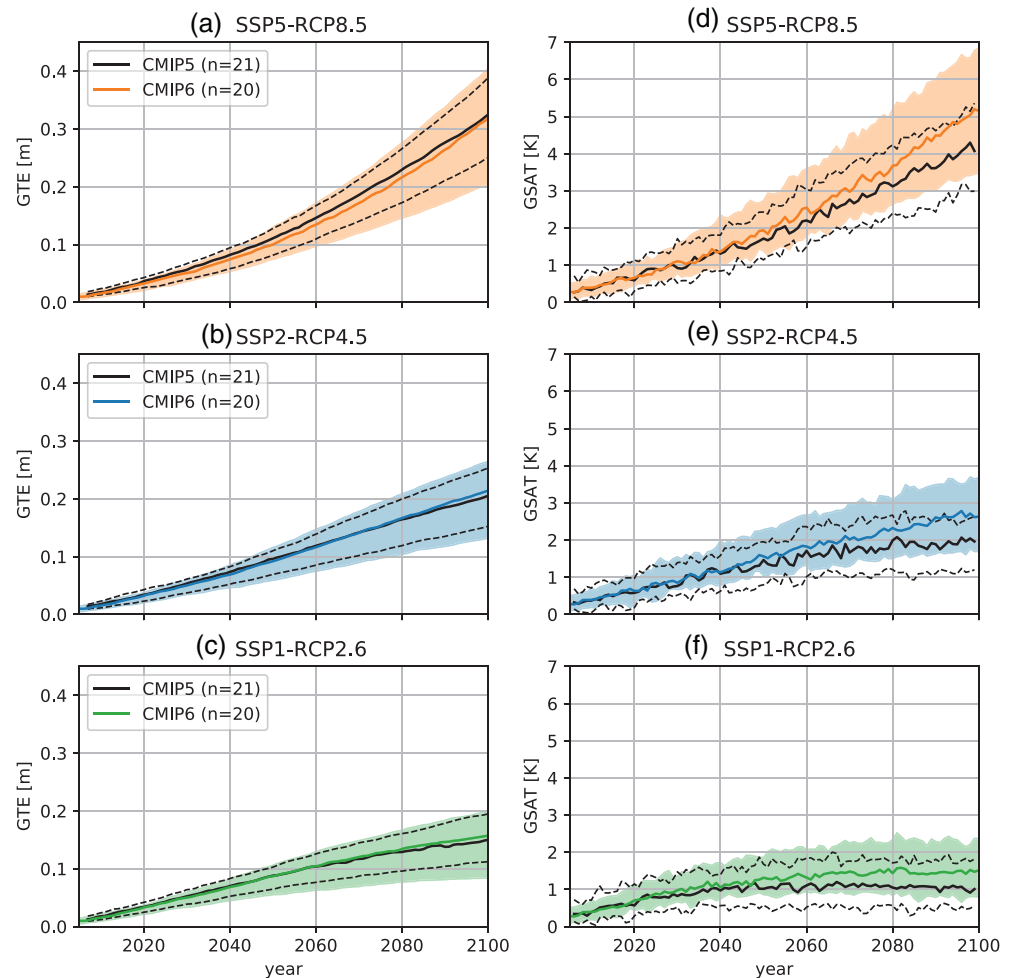 (a) SSP5-RCP8.5
GTE [m]
0.4
0.3
0.2
0.1
0.0
CMIP5 (n=21)
CMIP6 (n=20)
(d) SSP5-RCP8.5
GSAT [K]
7
6
5
4
3
2
1
0
(b) SSP2-RCP4.5
GTE [m]
0.4
0.3
0.2
0.1
0.0
CMIP5 (n=21)
CMIP6 (n=20)
(e) SSP2-RCP4.5
GSAT [K]
7
6
5
4
3
2
1
0
(c) SSP1-RCP2.6
GTE [m]
0.4
0.3
0.2
0.1
0.0
CMIP5 (n=21)
CMIP6 (n=20)
2020 2040 2060 2080 2100
year
(f) SSP1-RCP2.6
GSAT [K]
7
6
5
4
3
2
1
0
2020 2040 2060 2080 2100
year